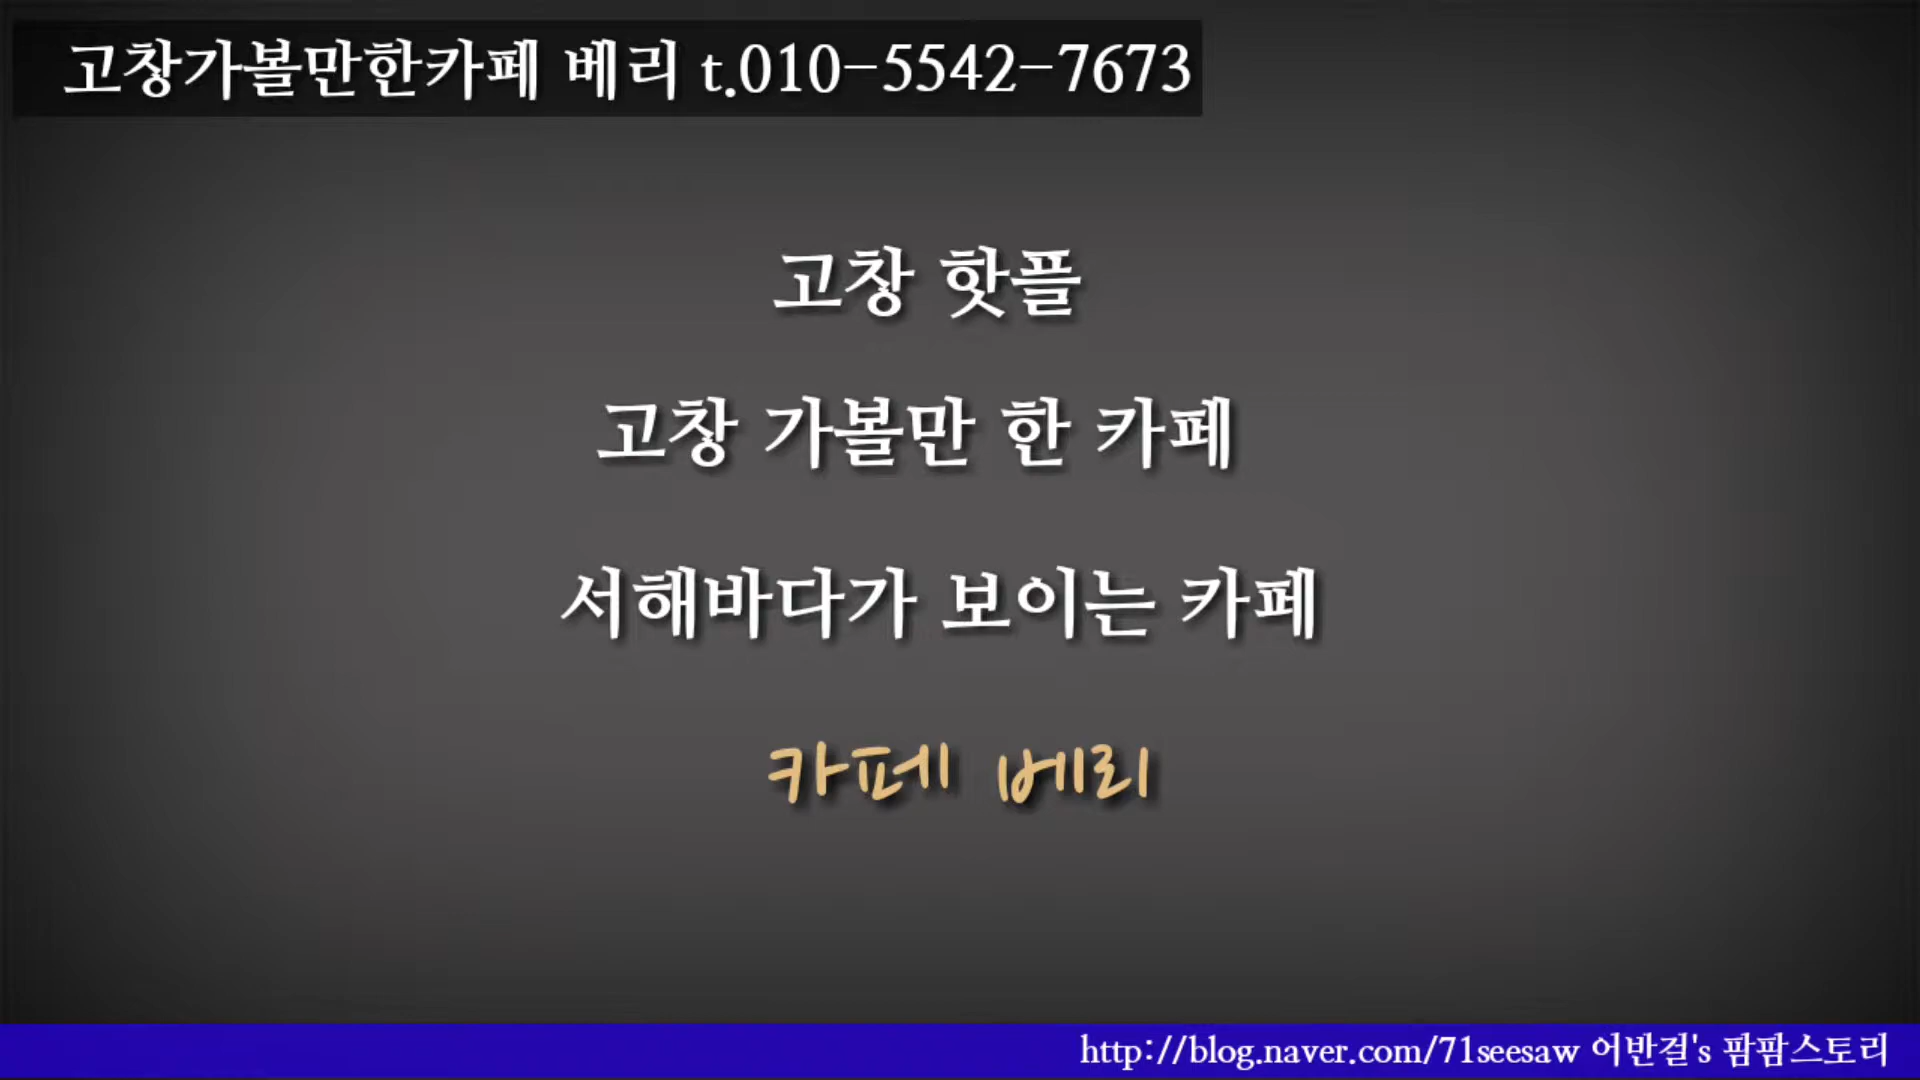 고창가볼만한카페 베리 t.010-5542-7673
고창 핫플
고창 가볼만 한 카페
서해바다가 보이는 카페
카페 베리
http://blog.naver.com/71seesaw 어반걸's 팜팜스토리